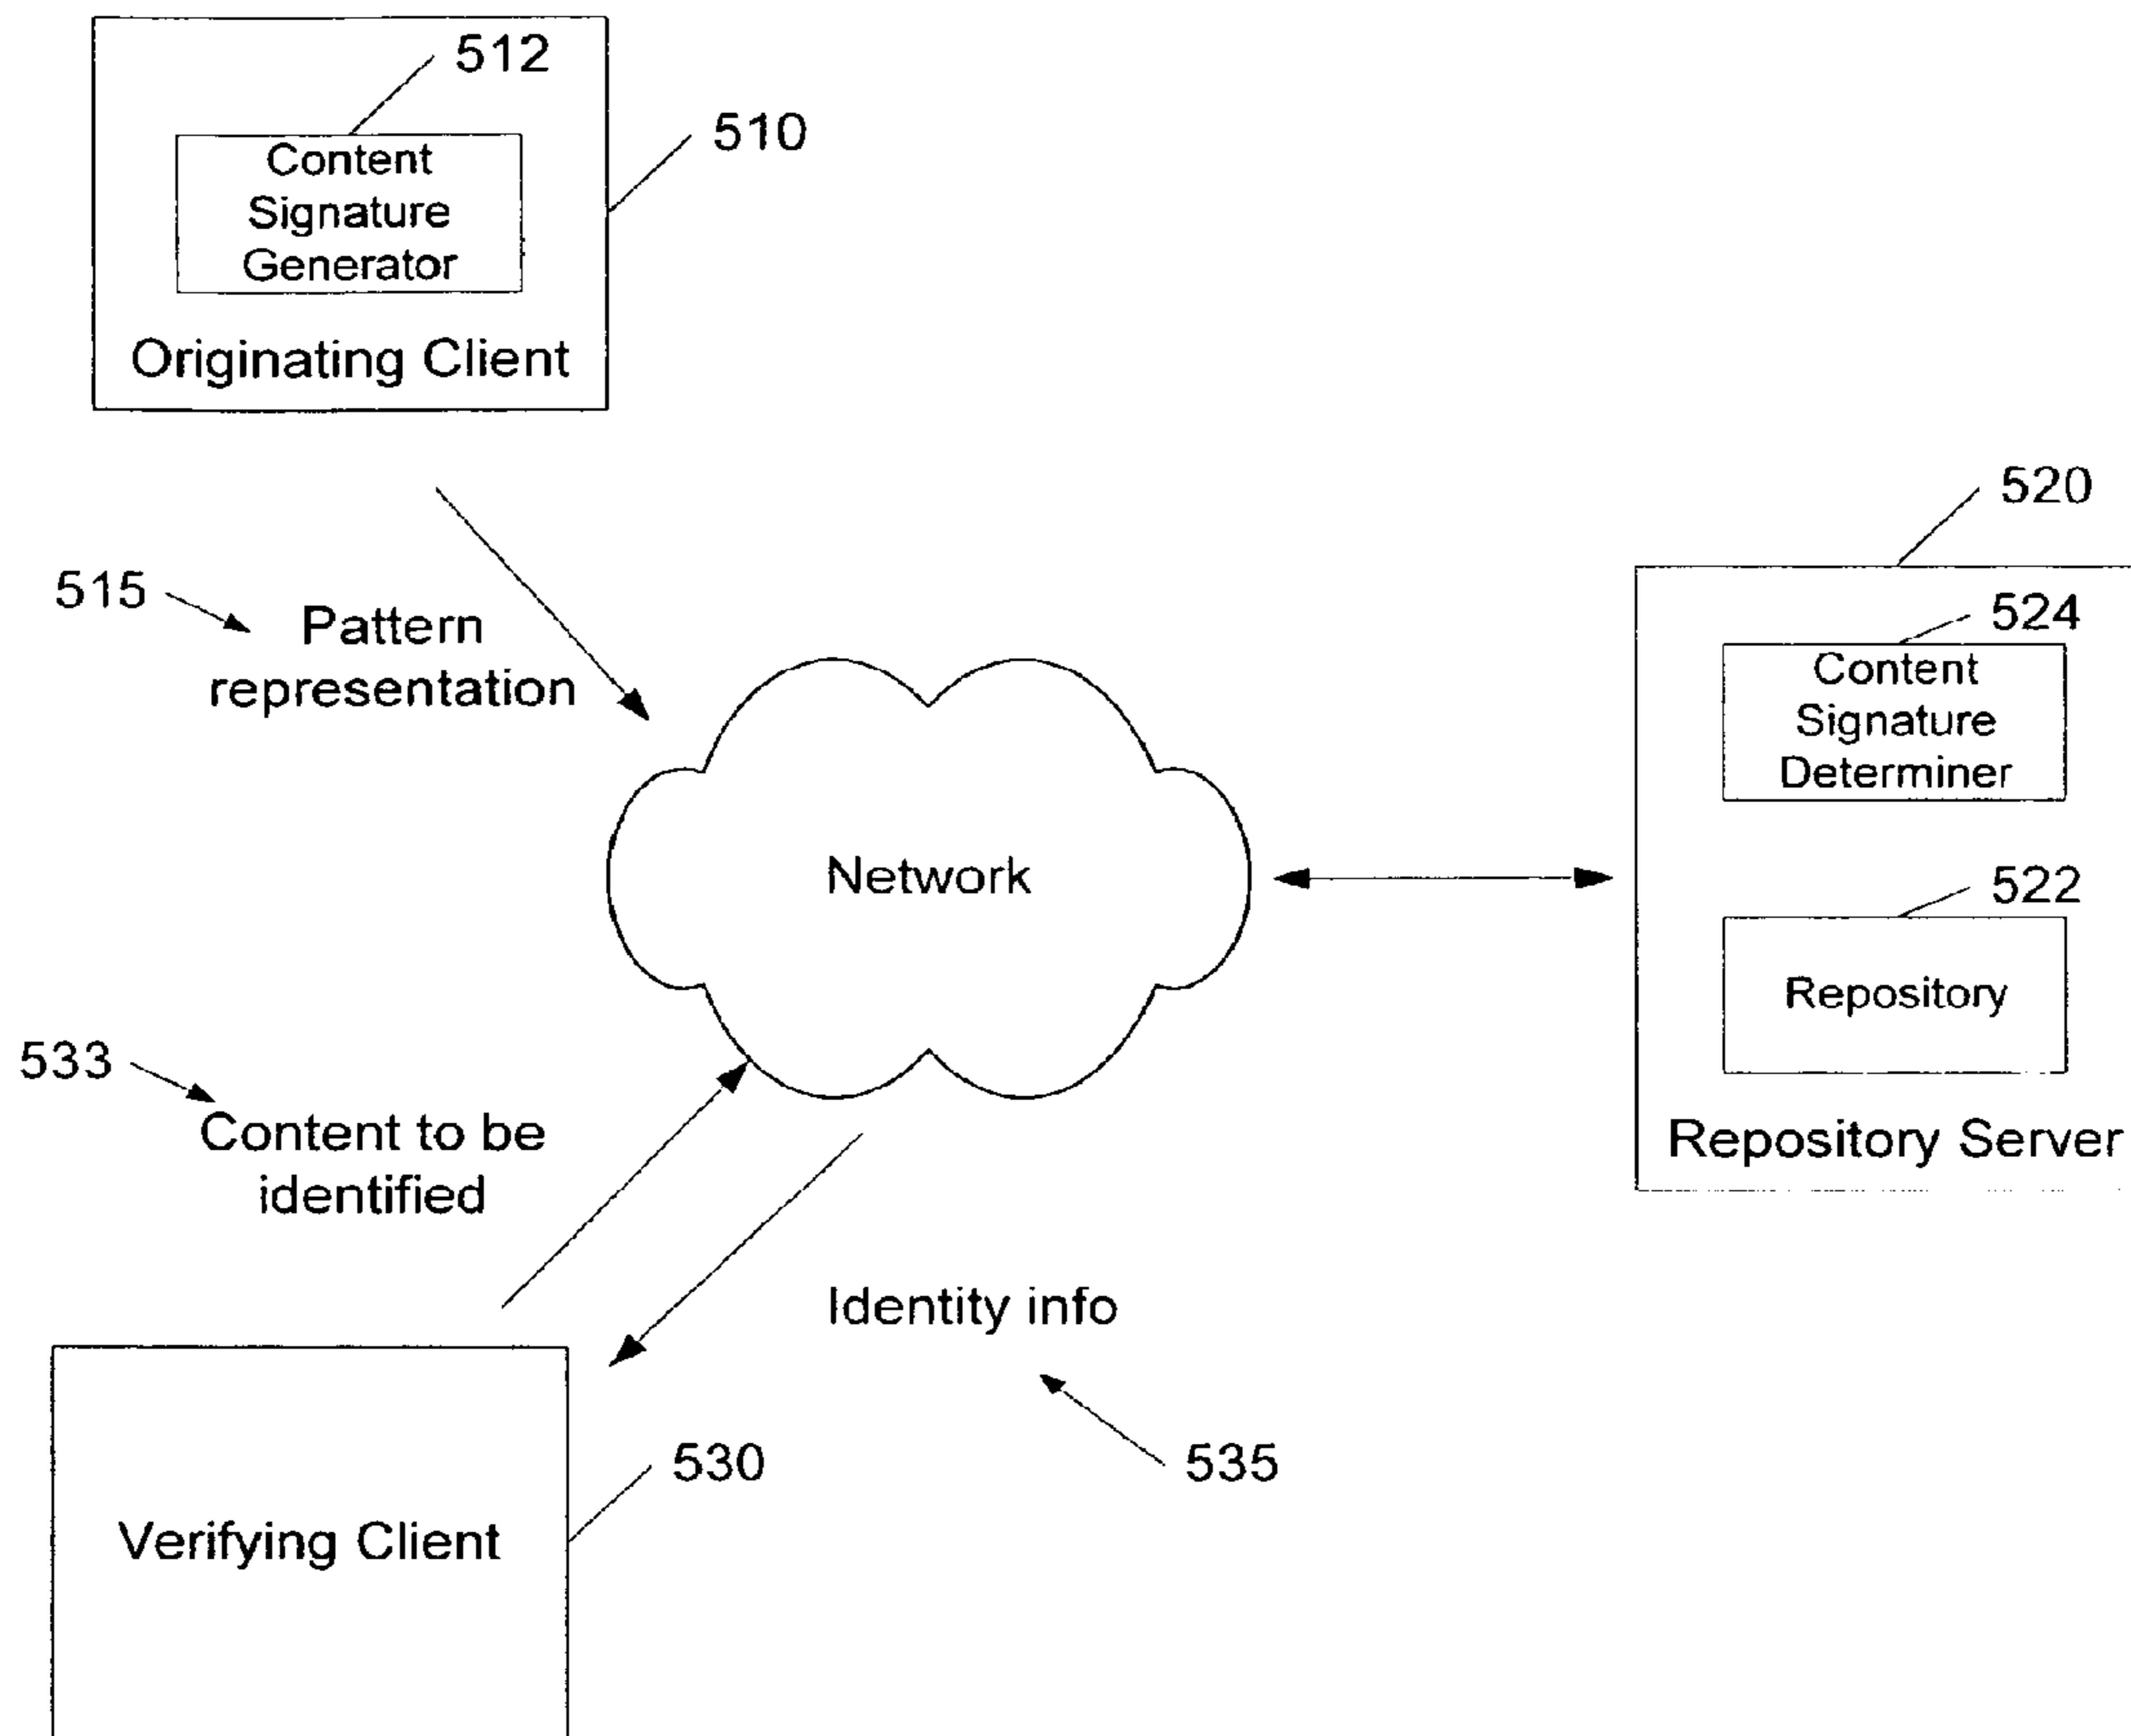 512
Content
Signature
Generator
510
Originating Client
515
Pattern
representation
520
524
Content
Signature
Determiner
Network
522
Repository
Repository Server
533
Content to be
identified
Identity info
535
530
Verifying Client